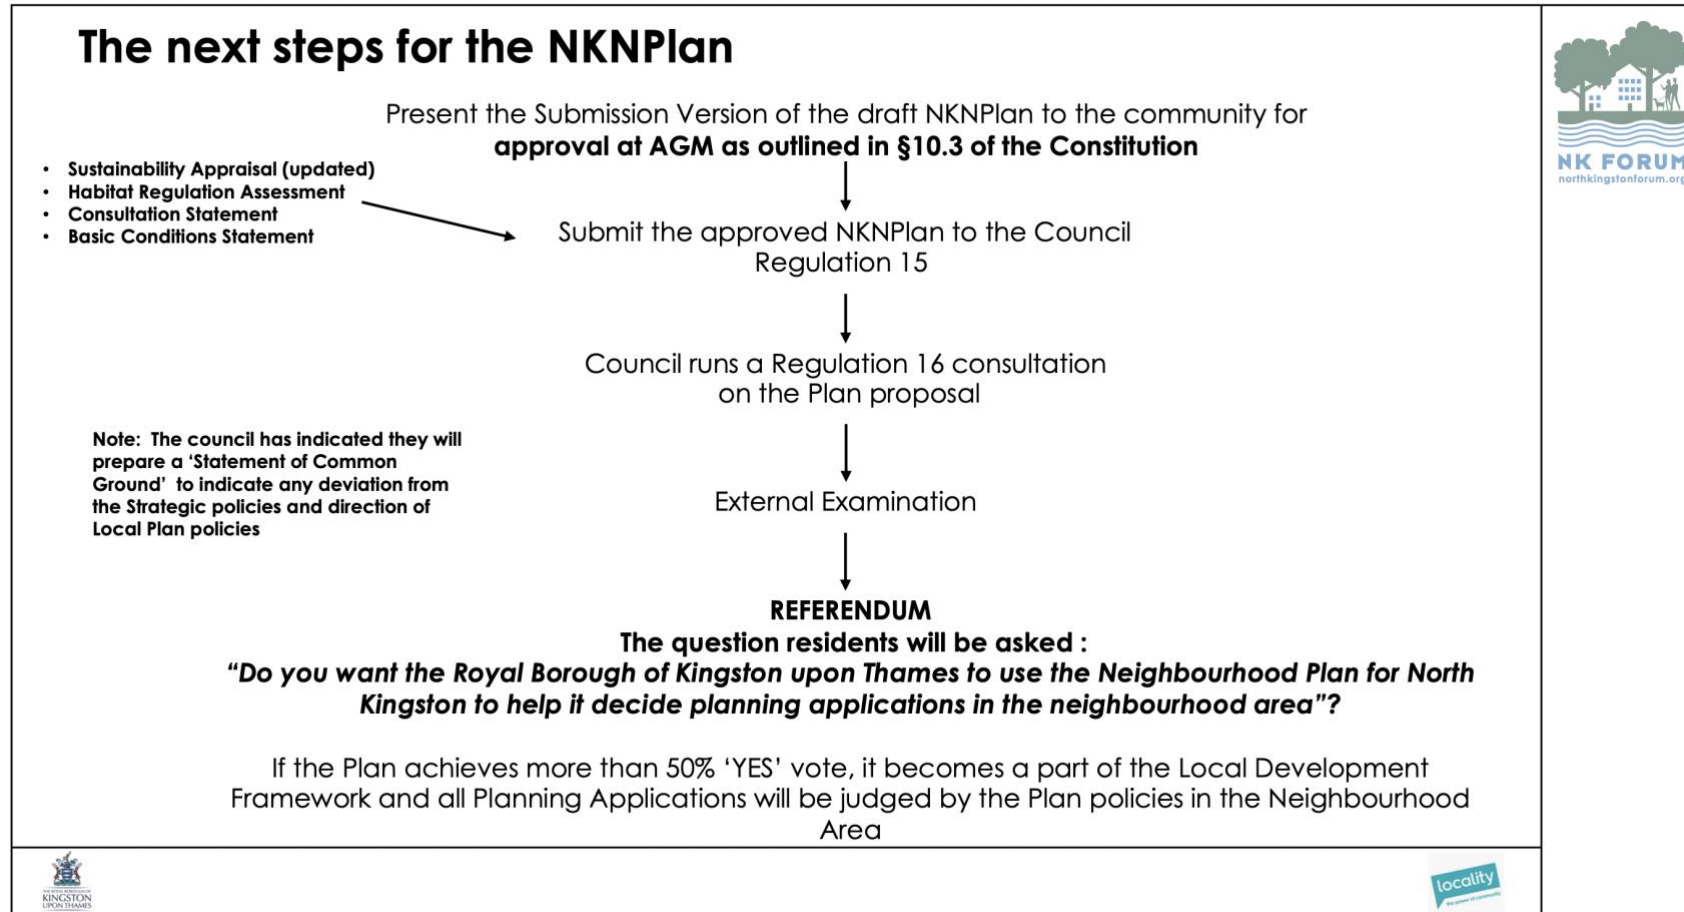 The next steps for the NKNPlan
Present the Submission Version of the draft NKNPlan to the community for
approval at AGM as outlined in §10.3 of the Constitution
• Sustainability Appraisal (updated)
• Habitat Regulation Assessment
• Consultation Statement
• Basic Conditions Statement
Submit the approved NKNPlan to the Council
Regulation 15
Council runs a Regulation 16 consultation
on the Plan proposal
Note: The council has indicated they will
prepare a ‘Statement of Common
Ground’ to indicate any deviation from
the Strategic policies and direction of
Local Plan policies
External Examination
REFERENDUM
The question residents will be asked :
“Do you want the Royal Borough of Kingston upon Thames to use the Neighbourhood Plan for North
Kingston to help it decide planning applications in the neighbourhood area”?
If the Plan achieves more than 50% ‘YES’ vote, it becomes a part of the Local Development
Framework and all Planning Applications will be judged by the Plan policies in the Neighbourhood
Area
NK FORUM
northkingstonforum.org
THE ROYAL BOROUGH OF
KINGSTON
UPON THAMES
locality
the power of community